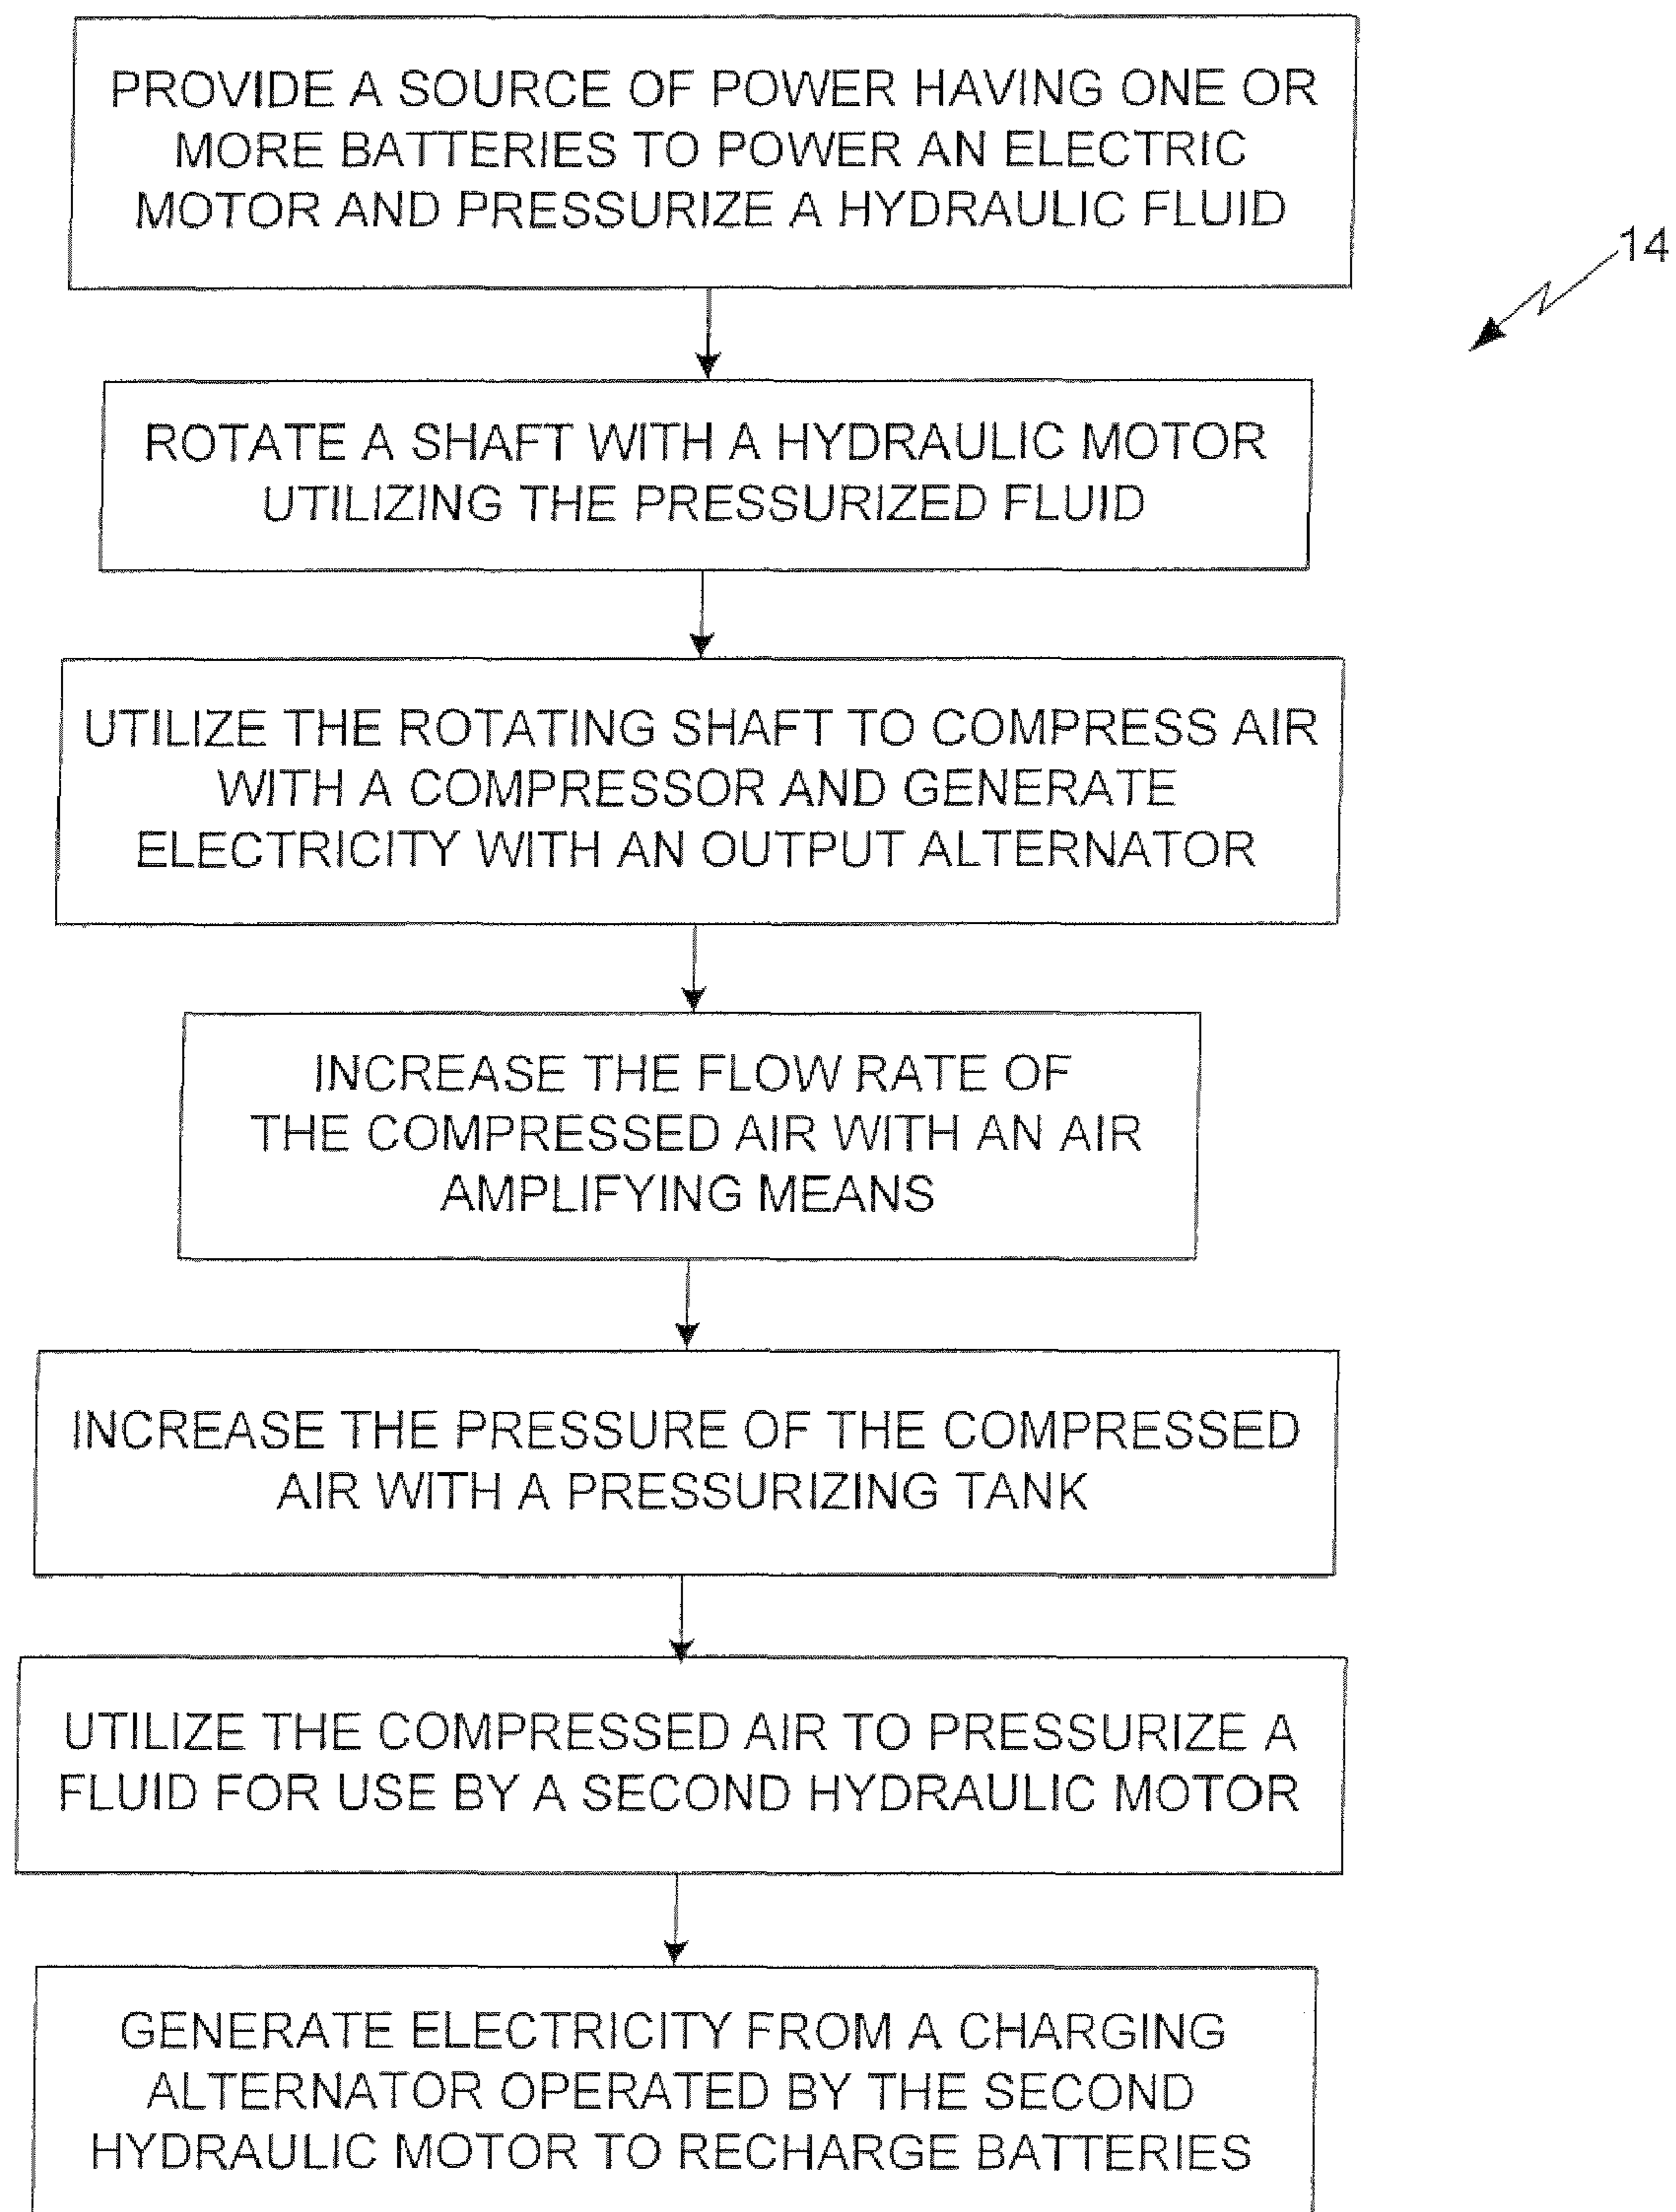 PROVIDE A SOURCE OF POWER HAVING ONE OR
MORE BATTERIES TO POWER AN ELECTRIC
MOTOR AND PRESSURIZE A HYDRAULIC FLUID
14
ROTATE A SHAFT WITH A HYDRAULIC MOTOR
UTILIZING THE PRESSURIZED FLUID
UTILIZE THE ROTATING SHAFT TO COMPRESS AIR
WITH A COMPRESSOR AND GENERATE
ELECTRICITY WITH AN OUTPUT ALTERNATOR
INCREASE THE FLOW RATE OF
THE COMPRESSED AIR WITH AN AIR
AMPLIFYING MEANS
INCREASE THE PRESSURE OF THE COMPRESSED
AIR WITH A PRESSURIZING TANK
UTILIZE THE COMPRESSED AIR TO PRESSURIZE A
FLUID FOR USE BY A SECOND HYDRAULIC MOTOR
GENERATE ELECTRICITY FROM A CHARGING
ALTERNATOR OPERATED BY THE SECOND
HYDRAULIC MOTOR TO RECHARGE BATTERIES